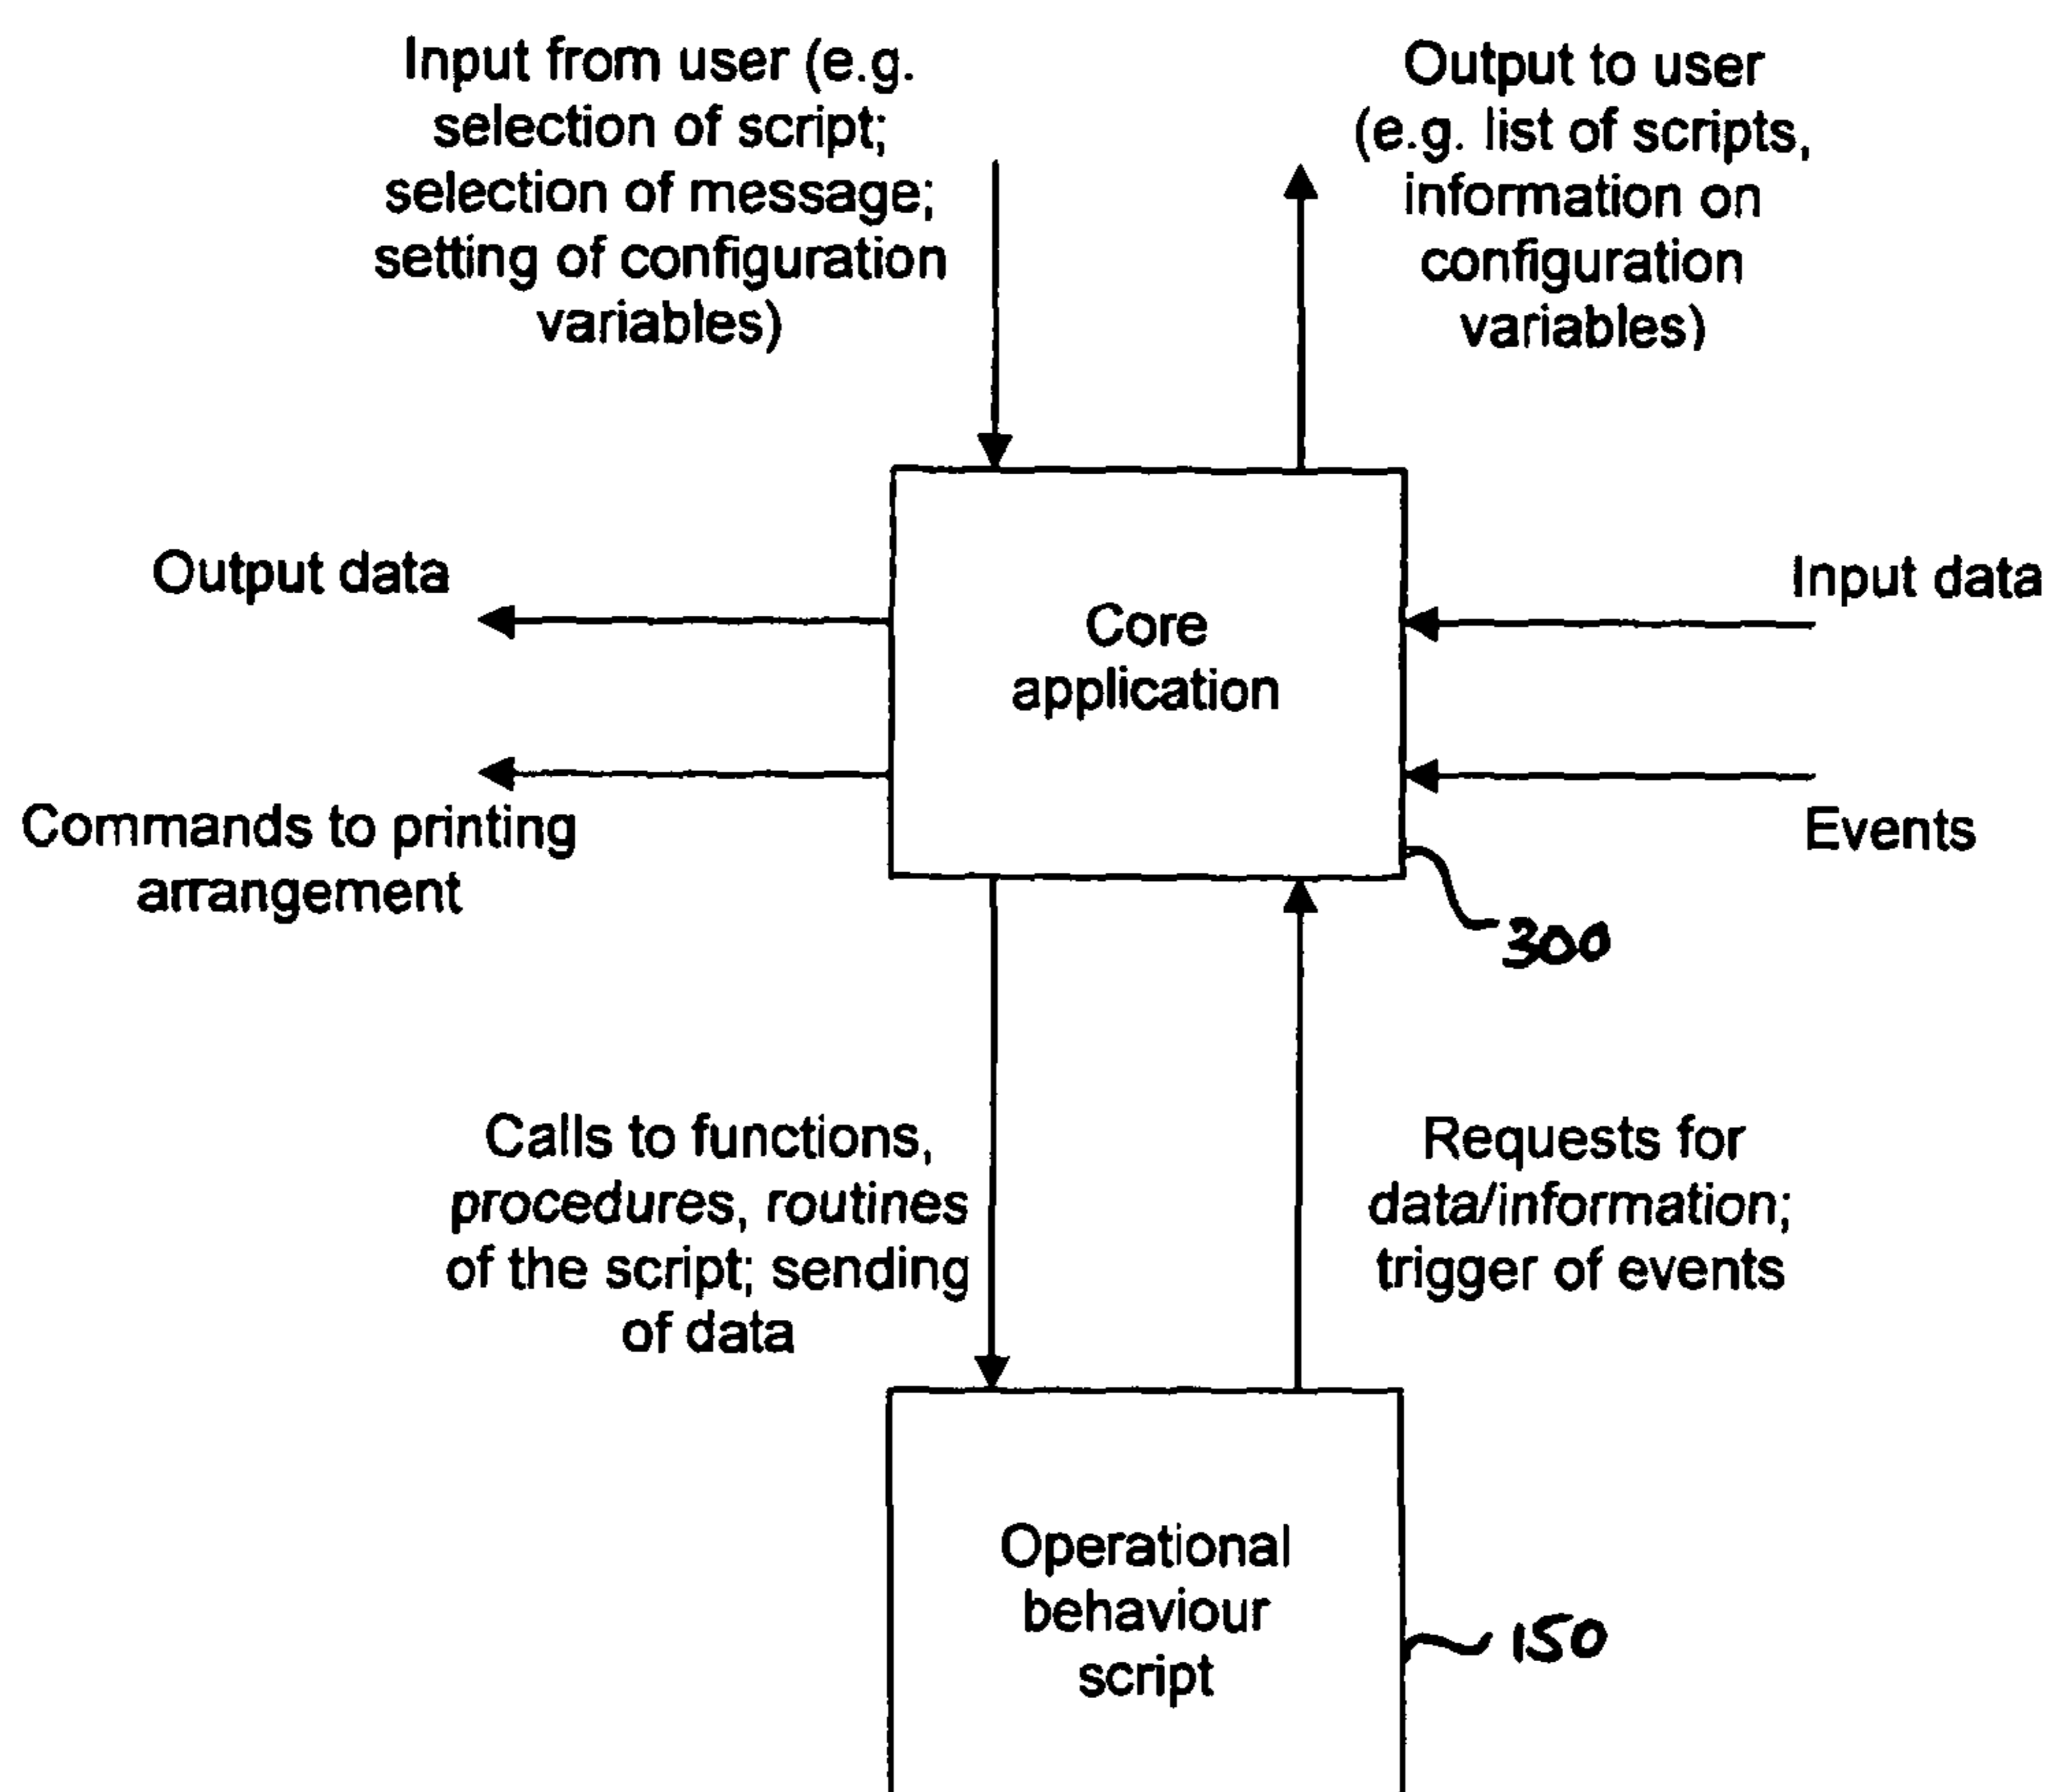 Input from user (e.g.
selection of script;
selection of message;
setting of configuration
variables)
Output to user
(e.g. list of scripts,
information on
configuration
variables)
Output data
Core
application
Input data
Commands to printing
arrangement
Events
300
Calls to functions,
procedures, routines
of the script; sending
of data
Requests for
data/information;
trigger of events
Operational
behaviour
script
150